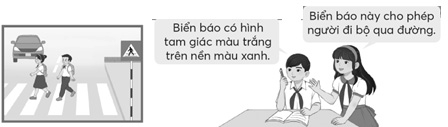 Biển báo có hình
tam giác màu trắng
trên nền màu xanh.
Biển báo này cho phép
người đi bộ qua đường.